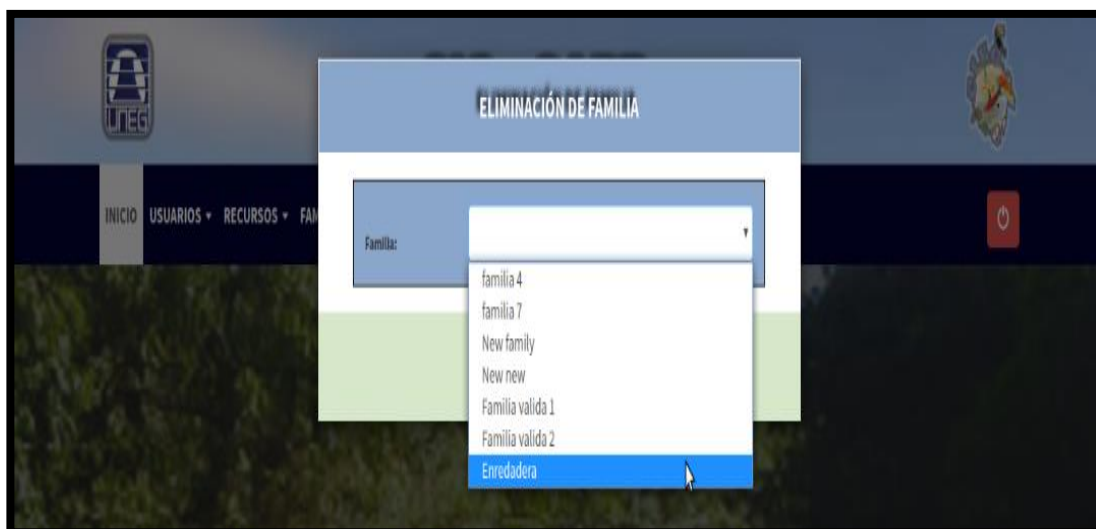 UNEG
ELIMINACIÓN DE FAMILIA
INICIO USUARIOS RECURSOS FAM
Familia:
familia 4
familia 7
New family
New new
Familia valida 1
Familia valida 2
Enredadera